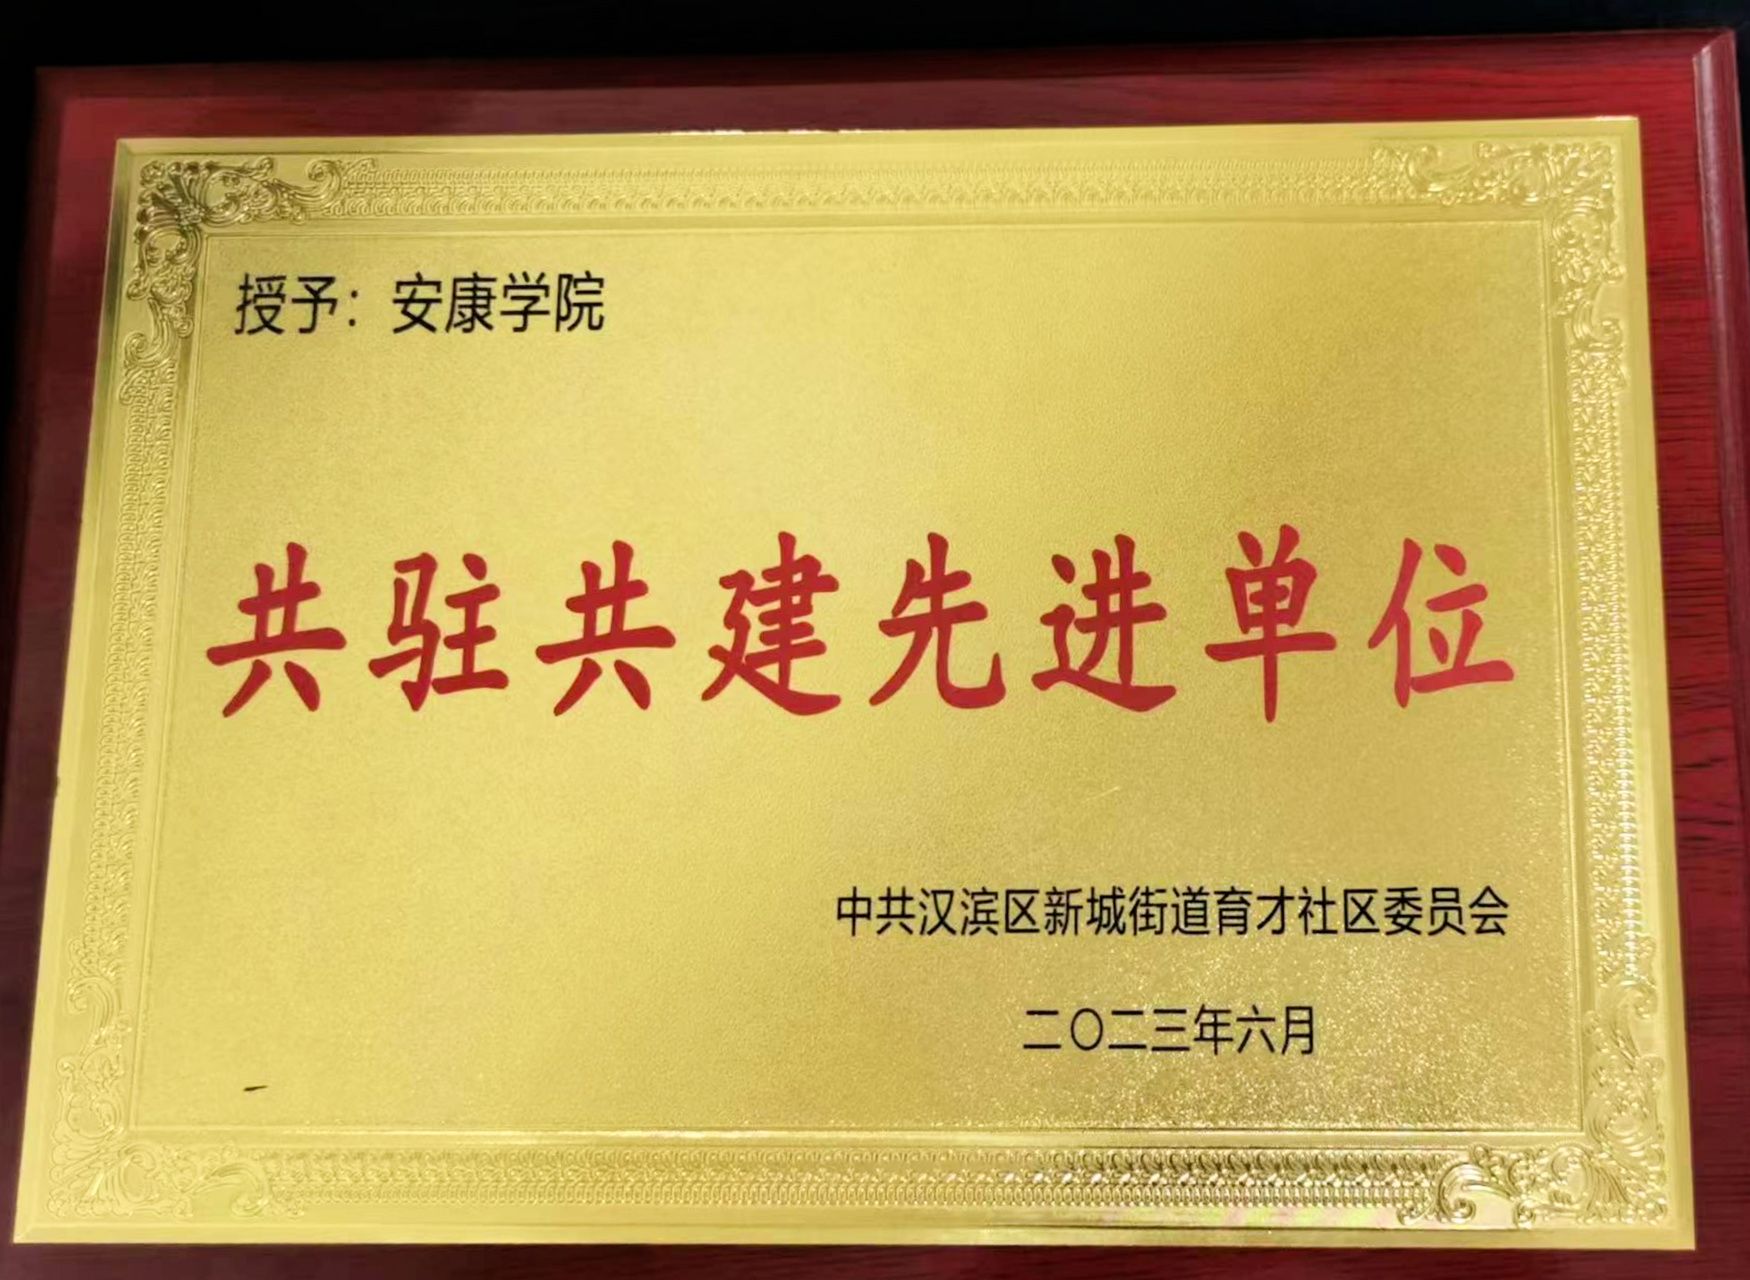 授予：安康学院
共驻共建先进单位
中共汉滨区新城街道育才社区委员会
二〇二三年六月